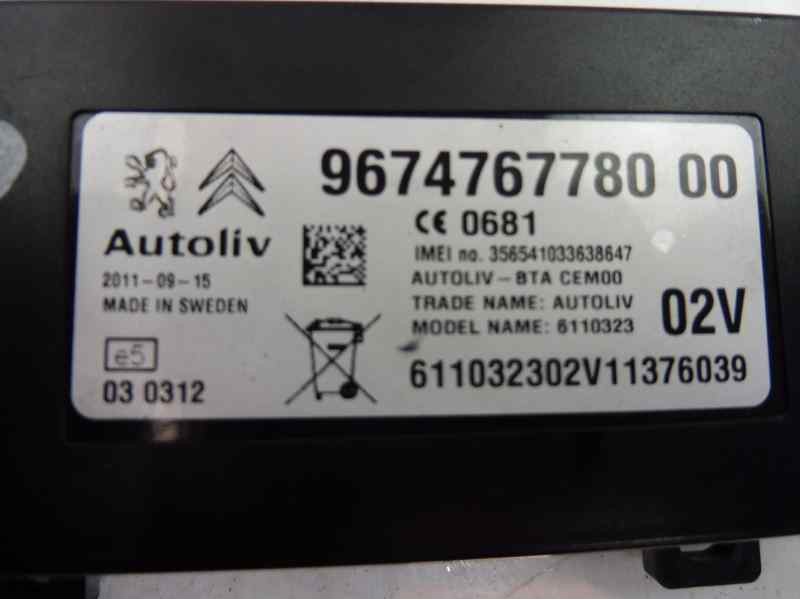 9674767780 00
CE 0681
Autoliv
IMEI no. 356541033638647
2011-09-15
AUTOLIV-BTA CEM00
MADE IN SWEDEN
TRADE NAME: AUTOLIV
02V
MODEL NAME: 6110323
e5
03 0312
611032302V11376039